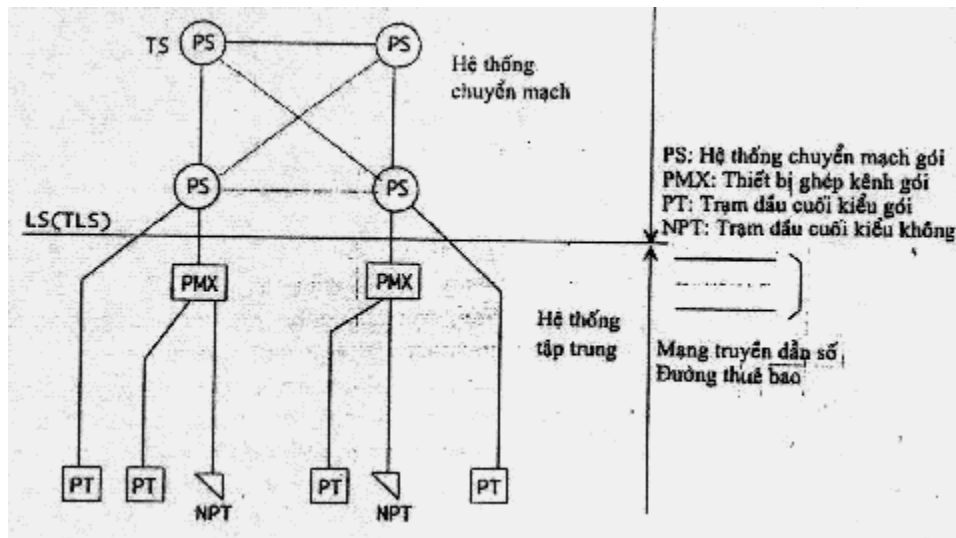 TS PS PS
Hệ thống
chuyển mạch
PS PS
LS(TLS)
PS: Hệ thống chuyển mạch gói
PMX: Thiết bị ghép kênh gói
PT: Trạm dầu cuối kiểu gói
NPT: Trạm dầu cuối kiểu không
PMX PMX
Hệ thống
tập trung
Mạng truyền dẫn số
Đường thuê bao
PT PT PT PT
NPT NPT